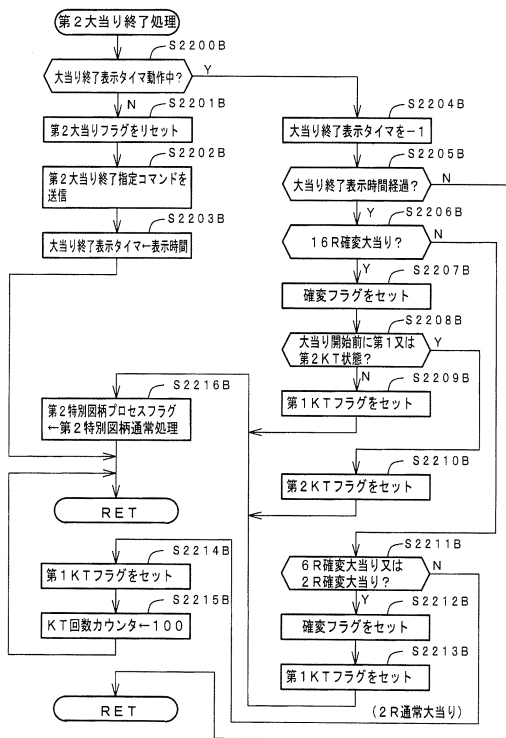 第2大当り終了処理
S2200B
大当り終了表示タイマ動作中?
Y
N
S2201B
第2大当りフラグをリセット
S2202B
第2大当り終了指定コマンドを
送信
S2203B
大当り終了表示タイマ←表示時間
S2204B
大当り終了表示タイマを−1
S2205B
大当り終了表示時間経過?
N
Y
S2206B
16R確変大当り?
N
Y
S2207B
確変フラグをセット
S2208B
大当り開始前に第1又は
第2KT状態?
Y
N
S2209B
第1KTフラグをセット
S2210B
第2KTフラグをセット
S2216B
第2特別図柄プロセスフラグ
←第2特別図柄通常処理
RET
S2211B
6R確変大当り又は
2R確変大当り?
N
Y
S2212B
確変フラグをセット
S2213B
第1KTフラグをセット
(2R通常大当り)
S2214B
第1KTフラグをセット
S2215B
KT回数カウンタ←100
RET